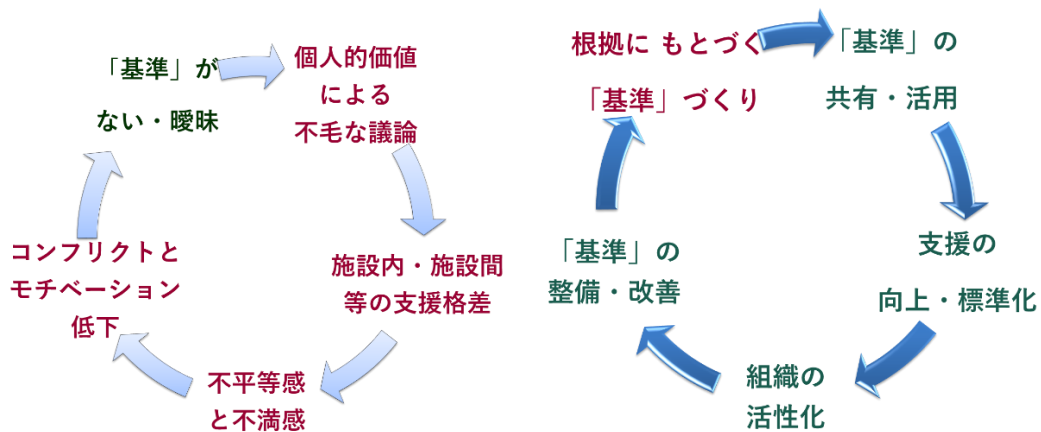 「基準」が
ない・曖昧
個人的価値
による
不毛な議論
施設内・施設間
等の支援格差
不平等感
と不満感
コンフリクトと
モチベーション
低下
根拠に もとづく
「基準」づくり
「基準」の
共有・活用
支援の
向上・標準化
組織の
活性化
「基準」の
整備・改善